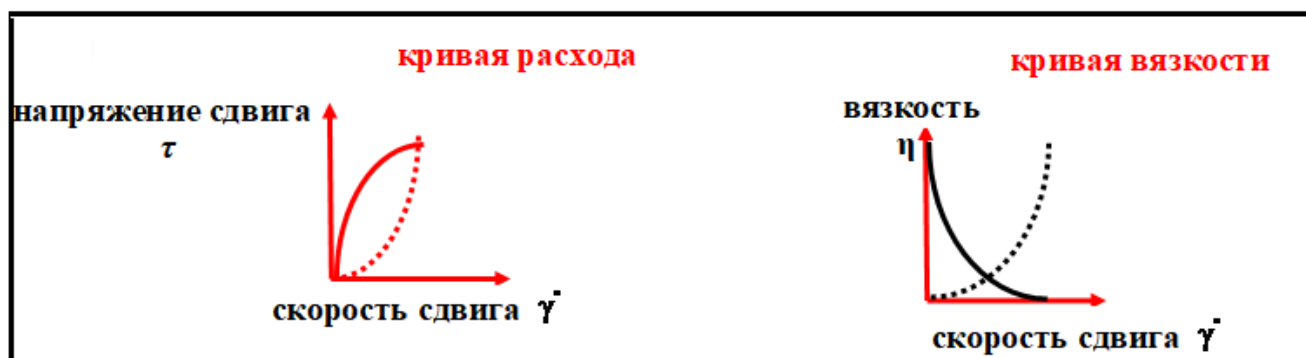 кривая расхода
кривая вязкости
напряжение сдвига
τ
вязкость
η
скорость сдвига γ̇
скорость сдвига γ̇